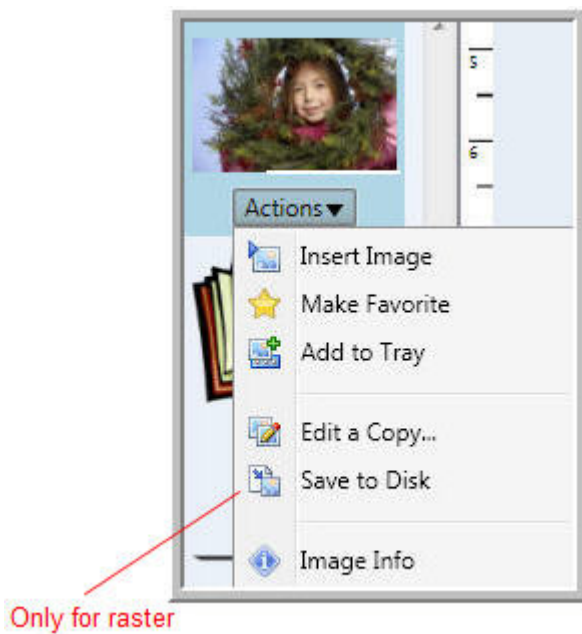 5
6
Actions▼
Insert Image
Make Favorite
Add to Tray
Edit a Copy...
Save to Disk
Image Info
Only for raster